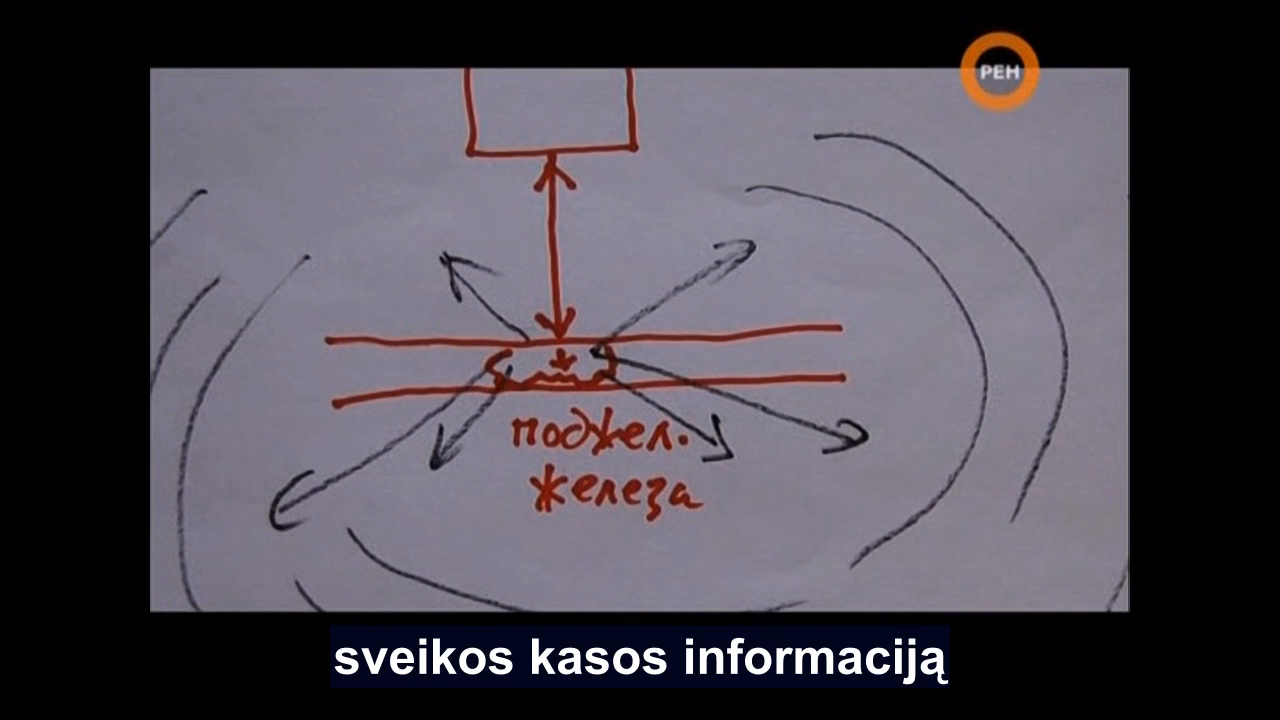 РЕН
поджел.
железа
sveikos kasos informaciją